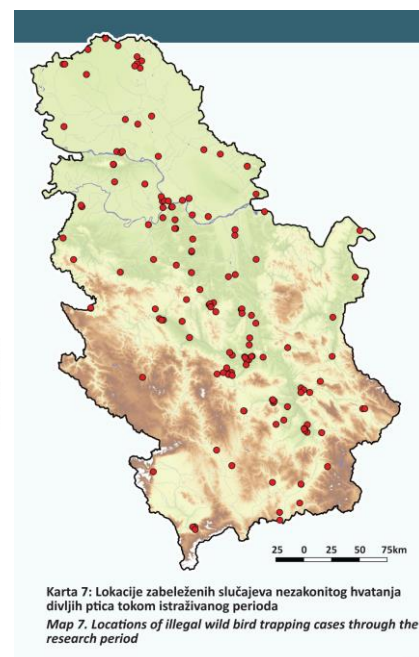 25 0 25 50 75km
Karta 7: Lokacije zabeleženih slučajeva nezakonitog hvatanja
divljih ptica tokom istraživanog perioda
Map 7. Locations of illegal wild bird trapping cases through the
research period